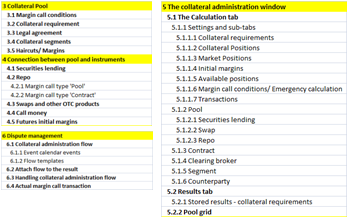 3 Collateral Pool
3.1 Margin call conditions
3.2 Collateral requirement
3.3 Legal agreement
3.4 Collateral segments
3.5 Haircuts/ Margins
4 Connection between pool and instruments
4.1 Securities lending
4.2 Repo
4.2.1 Margin call type 'Pool'
4.2.2 Margin call type 'Contract'
4.3 Swaps and other OTC products
4.4 Call money
4.5 Futures initial margins
6 Dispute management
6.1 Collateral administration flow
6.1.1 Event calendar events
6.1.2 Flow templates
6.2 Attach flow to the result
6.3 Handling collateral administration flow
6.4 Actual margin call transaction
5 The collateral administration window
5.1 The Calculation tab
5.1.1 Settings and sub-tabs
5.1.1.1 Collateral requirements
5.1.1.2 Collateral Positions
5.1.1.3 Market Positions
5.1.1.4 Initial margins
5.1.1.5 Available positions
5.1.1.6 Margin call conditions/ Emergency calculation
5.1.1.7 Transactions
5.1.2 Pool
5.1.2.1 Securities lending
5.1.2.2 Swap
5.1.2.3 Repo
5.1.3 Contract
5.1.4 Clearing broker
5.1.5 Segment
5.1.6 Counterparty
5.2 Results tab
5.2.1 Stored results - collateral requirements
5.2.2 Pool grid